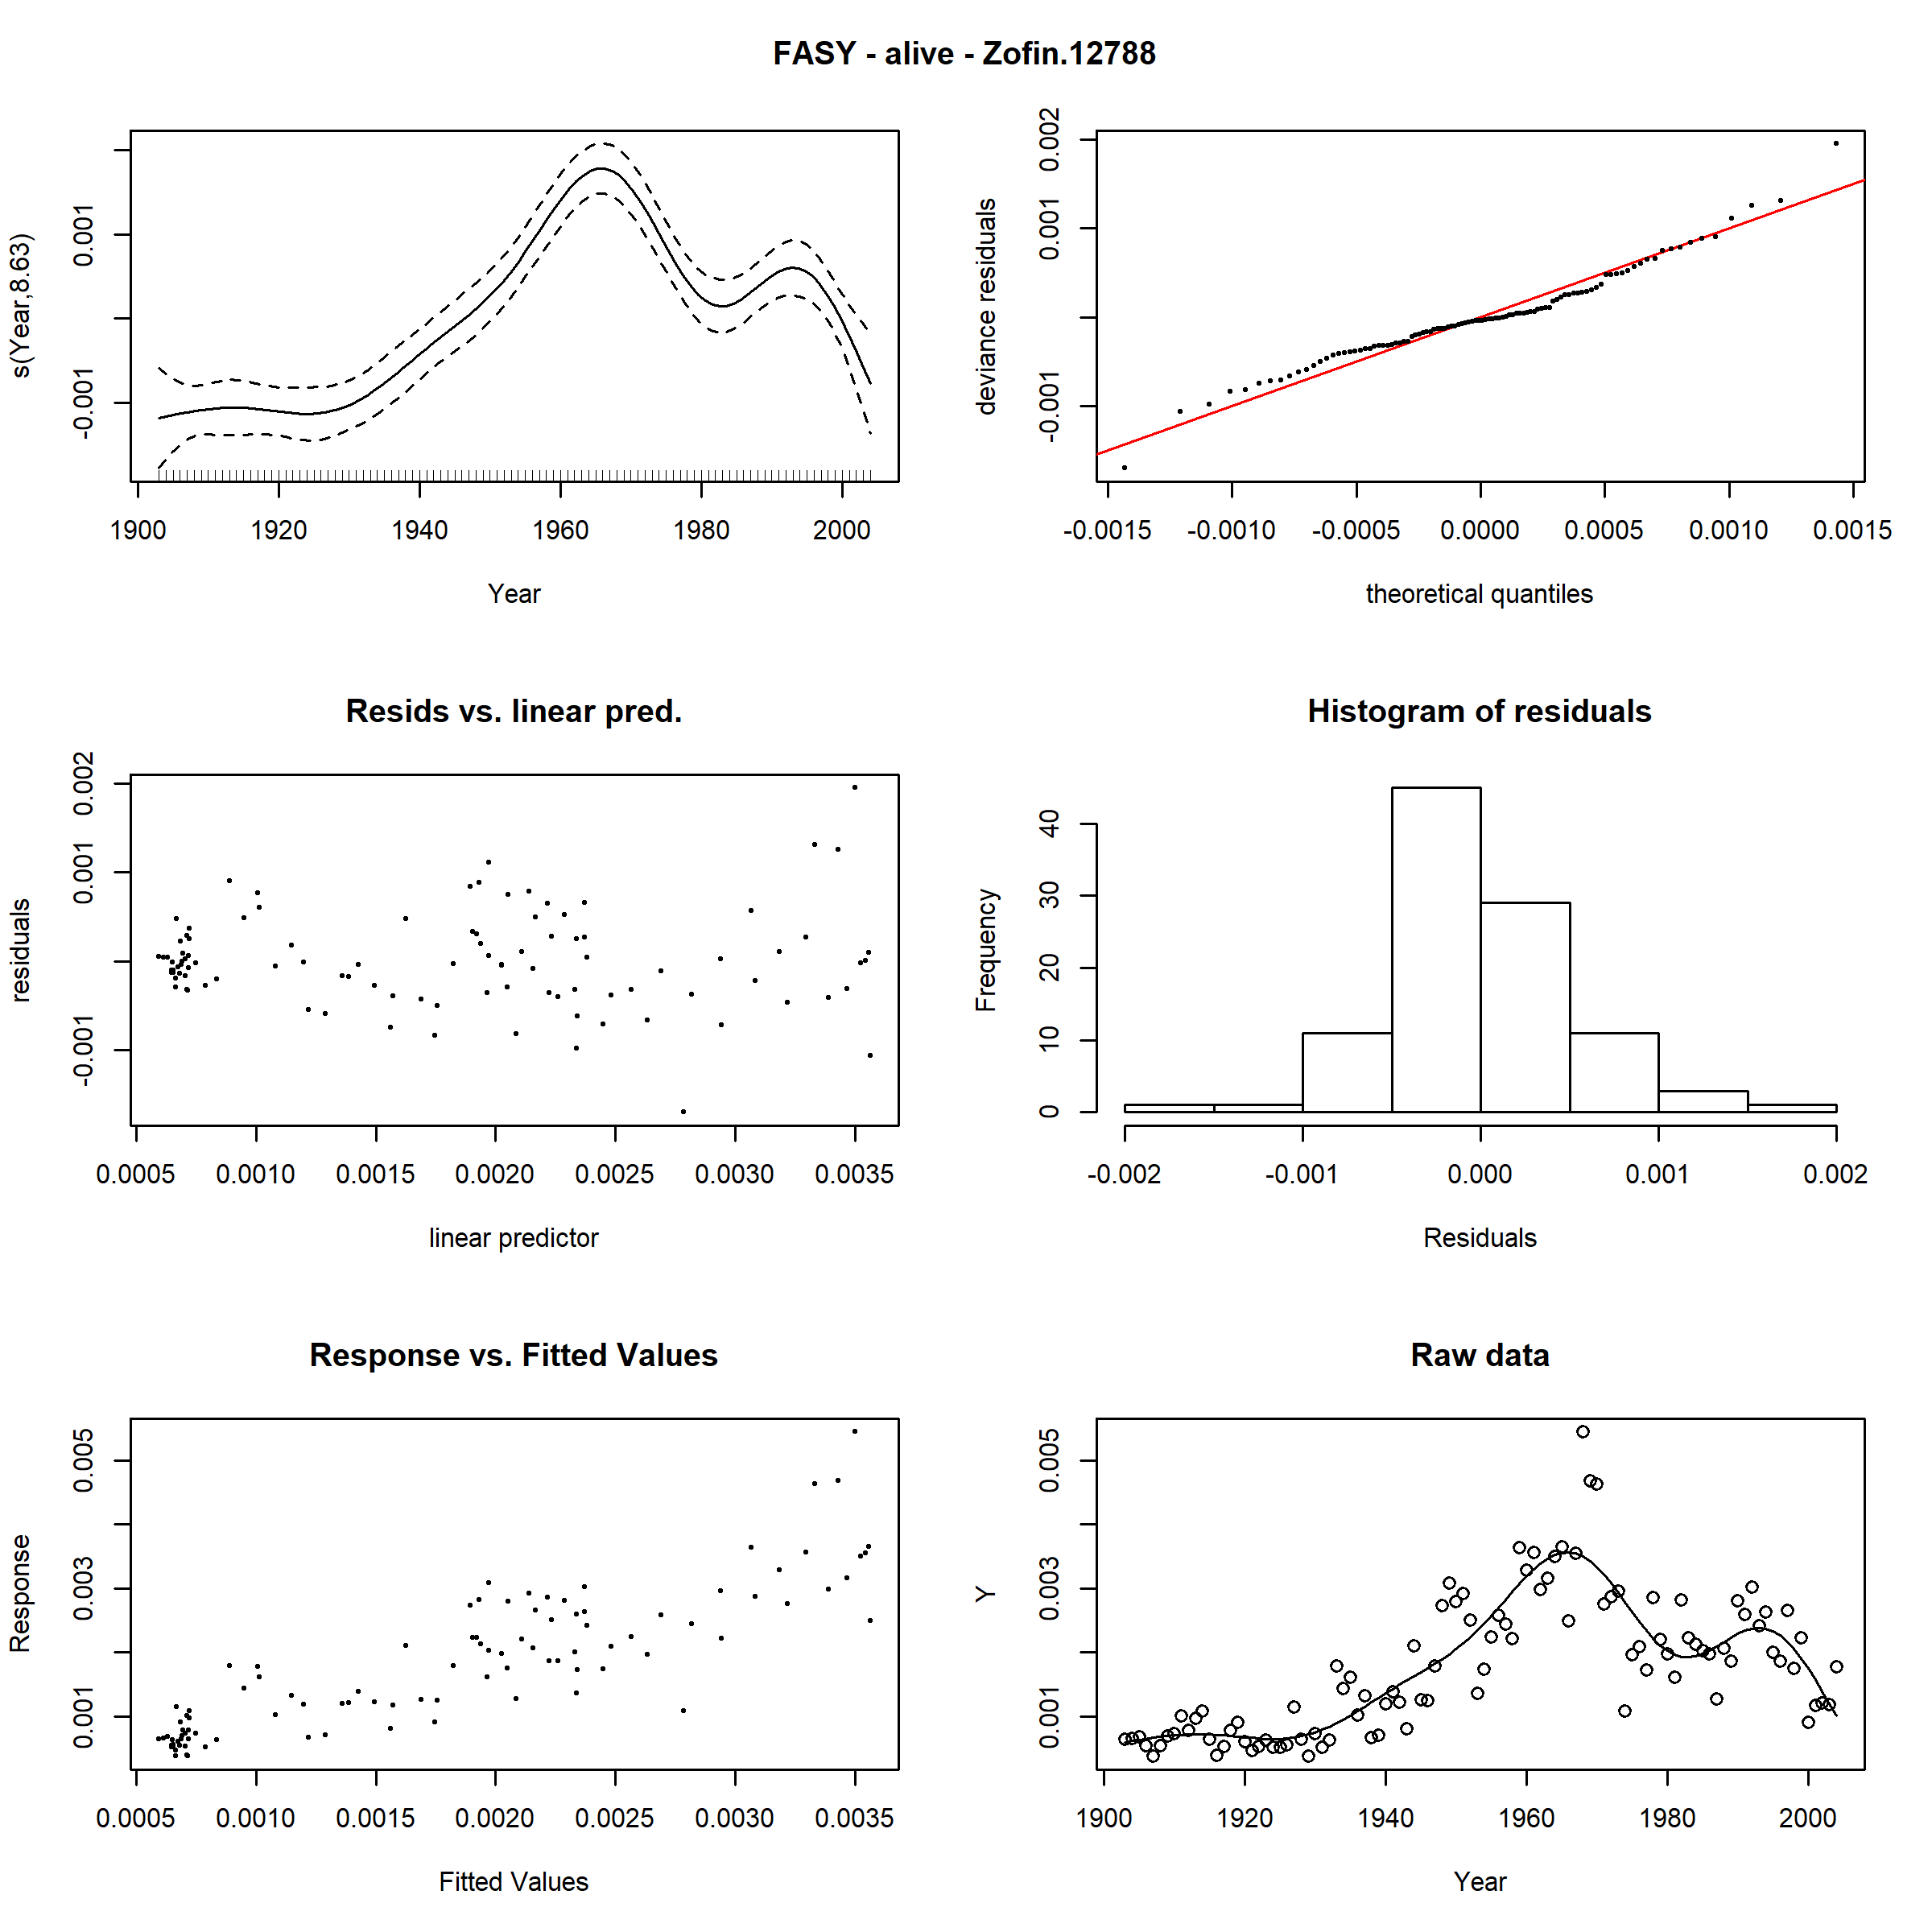 FASY - alive - Zofin.12788
s(Year,8.63)
0.001
-0.001
1900 1920 1940 1960 1980 2000
Year
deviance residuals
0.002
0.001
-0.001
-0.0015 -0.0010 -0.0005 0.0000 0.0005 0.0010 0.0015
theoretical quantiles
Resids vs. linear pred.
residuals
0.002
0.001
-0.001
0.0005 0.0010 0.0015 0.0020 0.0025 0.0030 0.0035
linear predictor
Histogram of residuals
Frequency
40
30
20
10
0
-0.002 -0.001 0.000 0.001 0.002
Residuals
Response vs. Fitted Values
Response
0.005
0.003
0.001
0.0005 0.0010 0.0015 0.0020 0.0025 0.0030 0.0035
Fitted Values
Raw data
Y
0.005
0.003
0.001
1900 1920 1940 1960 1980 2000
Year